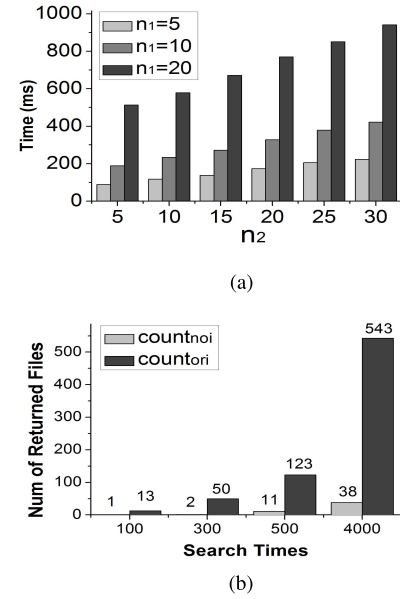 1000
800
600
400
200
0
Time (ms)
n1=5
n1=10
n1=20
5 10 15 20 25 30
n2
(a)
500
400
300
200
100
0
Num of Returned Files
countnoi
countori
1 13 2 50 11 123 38 543
100 300 500 4000
Search Times
(b)